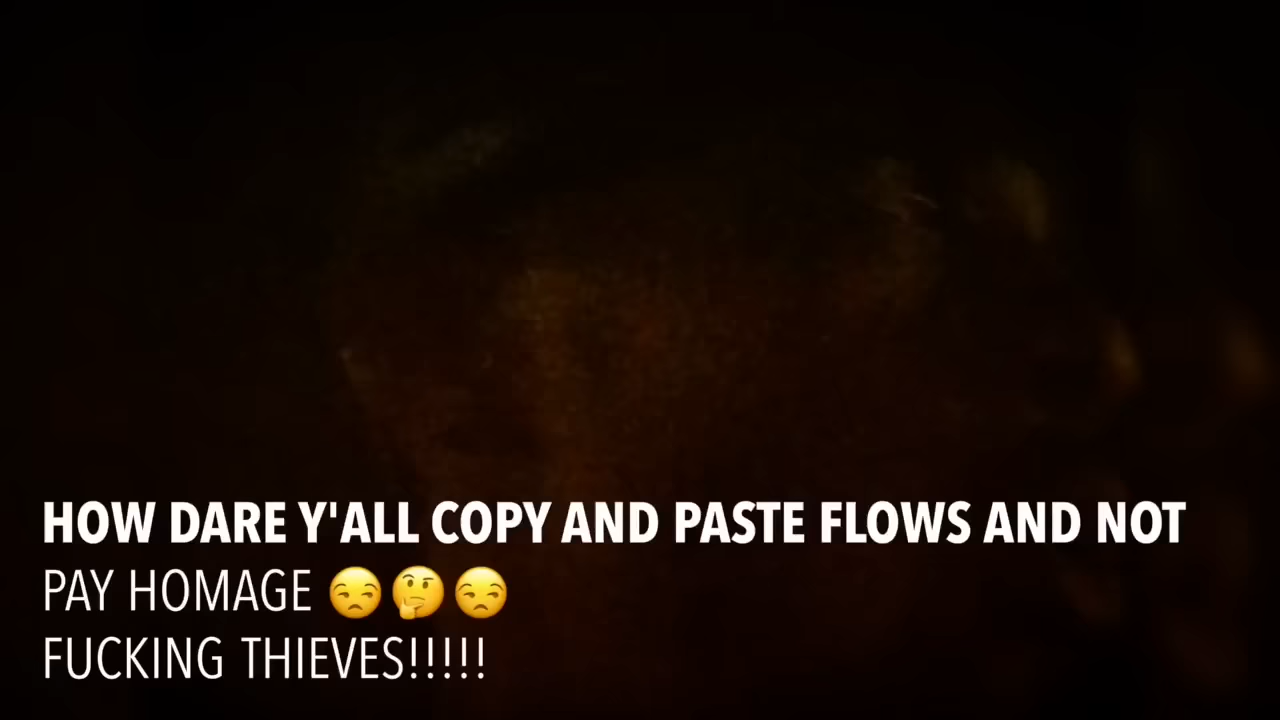 HOW DARE Y'ALL COPY AND PASTE FLOWS AND NOT
PAY HOMAGE 😒🤔😒
FUCKING THIEVES!!!!!